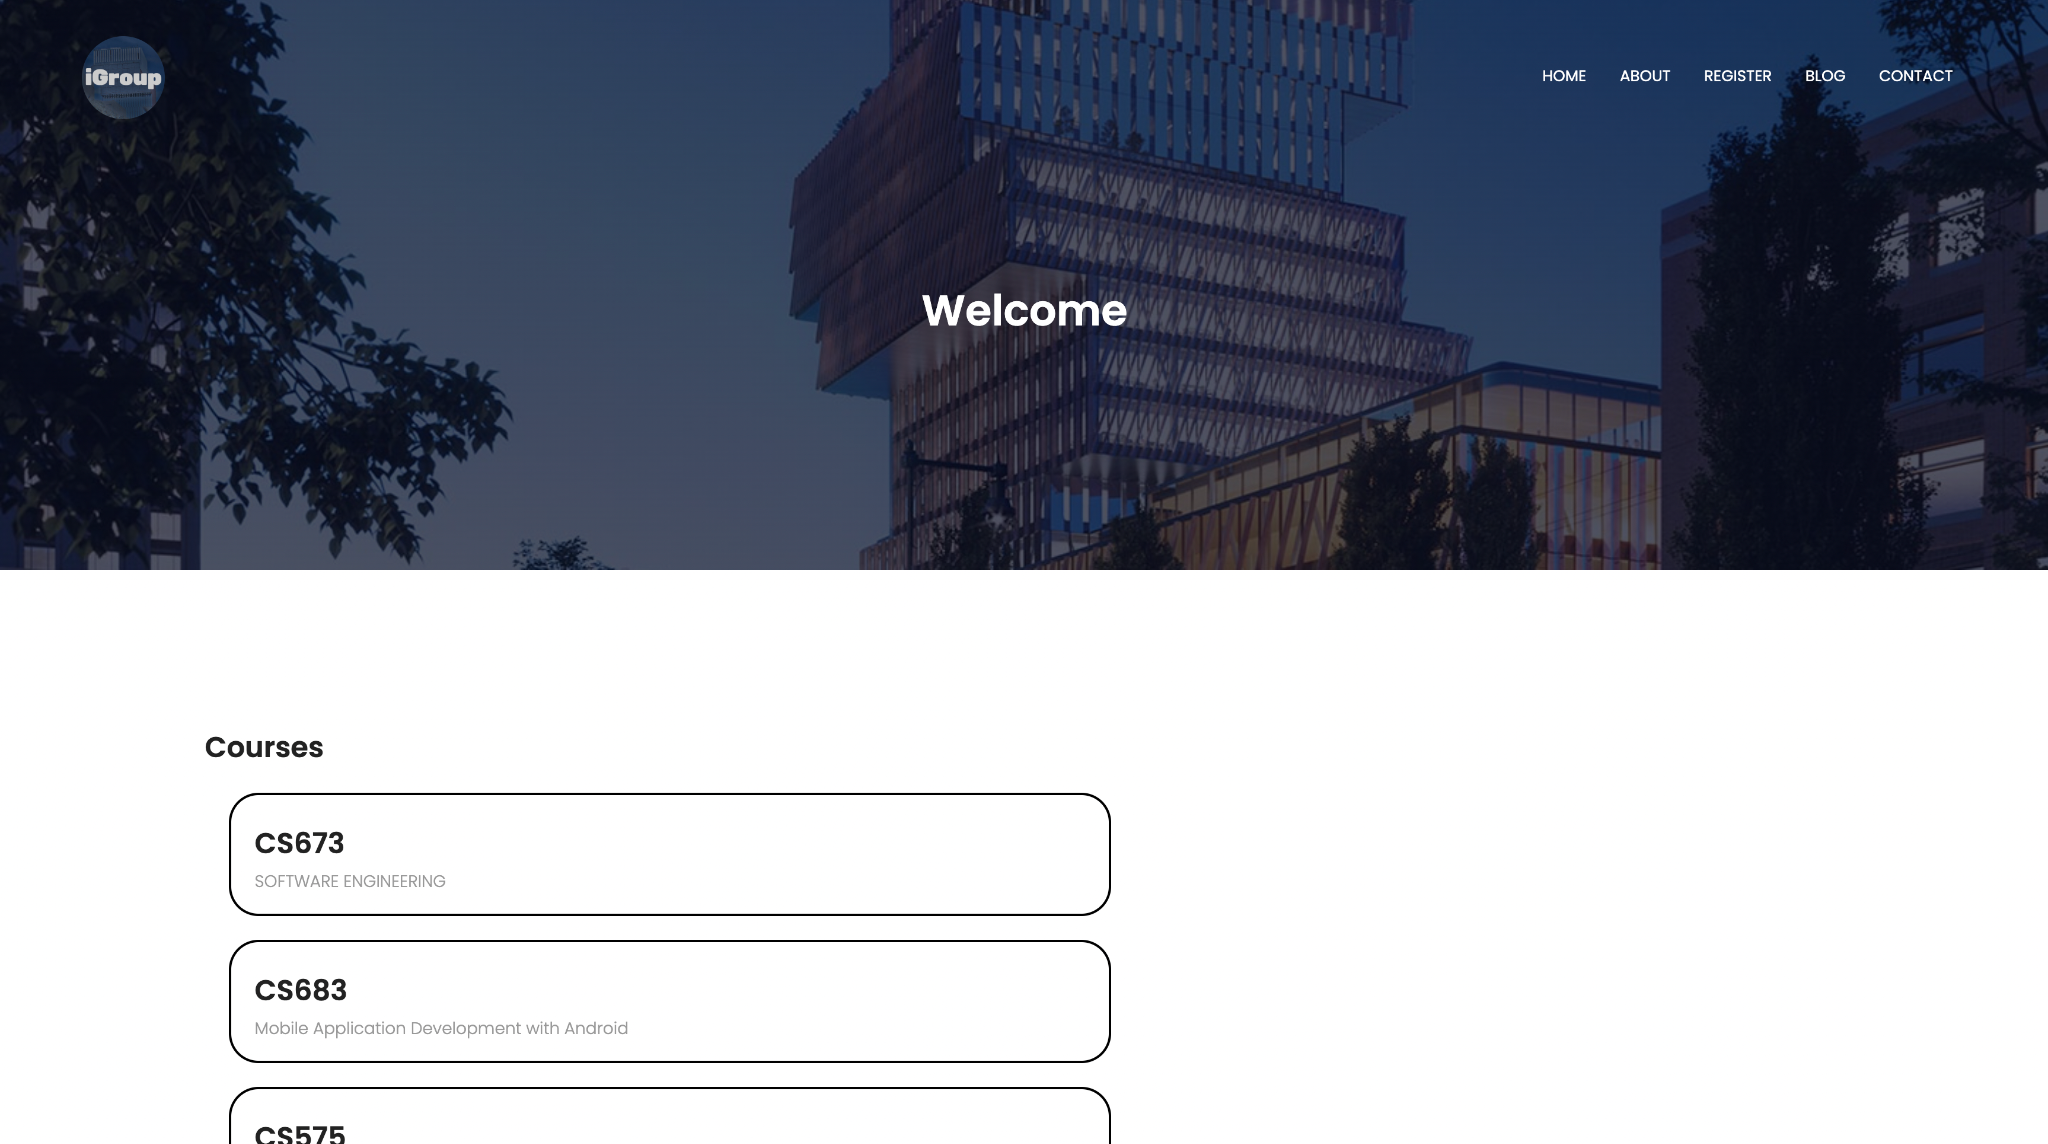 iGroup
HOME ABOUT REGISTER BLOG CONTACT
Welcome
Courses
CS673
SOFTWARE ENGINEERING
CS683
Mobile Application Development with Android
CS575